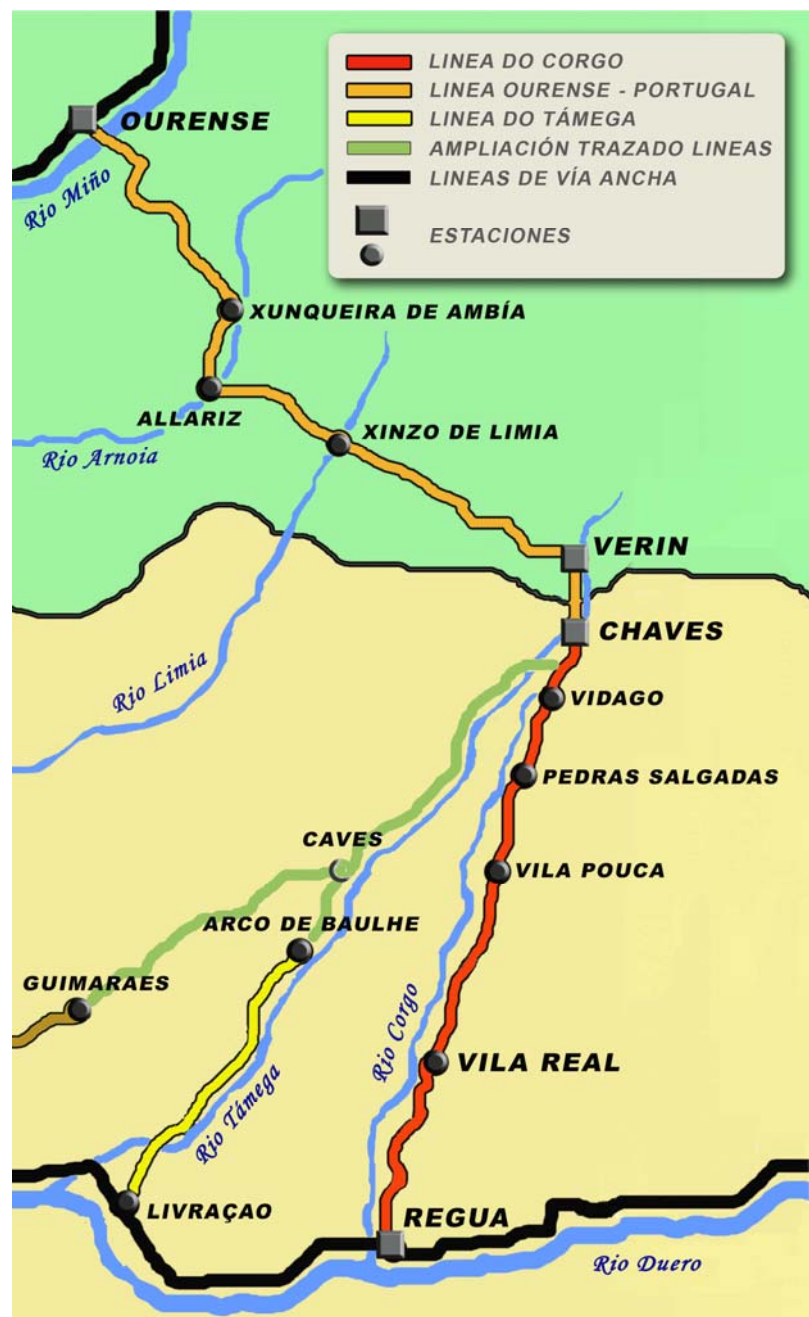 LINEA DO CORGO
LINEA OURENSE - PORTUGAL
LINEA DO TÁMEGA
AMPLIACIÓN TRAZADO LINEAS
LINEAS DE VÍA ANCHA
ESTACIONES
OURENSE
Rio Miño
XUNQUEIRA DE AMBÍA
ALLARIZ
XINZO DE LIMIA
Rio Arnoia
VERIN
CHAVES
Rio Limia
VIDAGO
PEDRAS SALGADAS
CAVES
VILA POUCA
ARCO DE BAULHE
GUIMARAES
Rio Corgo
VILA REAL
Rio Támega
LIVRAÇAO
REGUA
Rio Duero